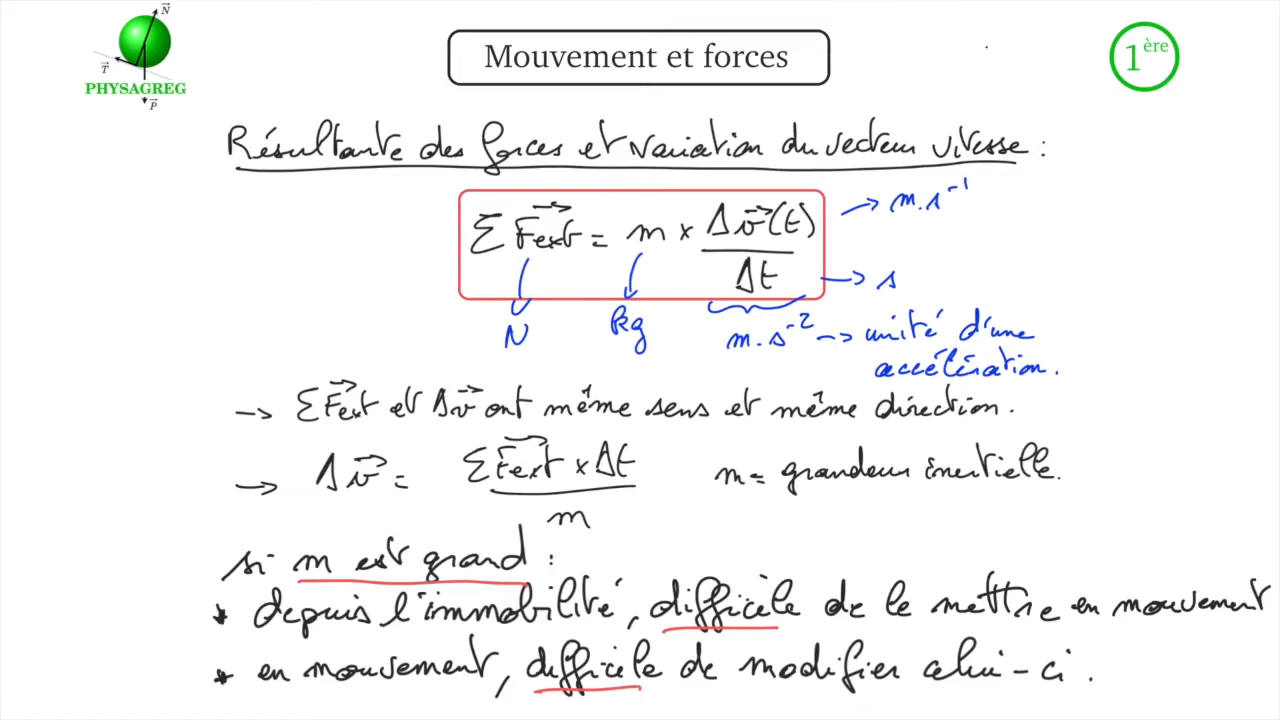 N⃗
T⃗
PHYSAGREG
P⃗
Mouvement et forces
1ère
Résultante des forces et variation du vecteur vitesse :
Σ F⃗ext = m × Δv⃗(t) / Δt
→ m.s⁻¹
→ s
N
kg
m.s⁻² → unité d'une
accélération.
→ ΣF⃗ext et Δv⃗ ont même sens et même direction.
→ Δv⃗ = ΣF⃗ext × Δt / m
m = grandeur inertielle.
si m est grand :
* depuis l'immobilité, difficile de le mettre en mouvement
* en mouvement, difficile de modifier celui-ci.